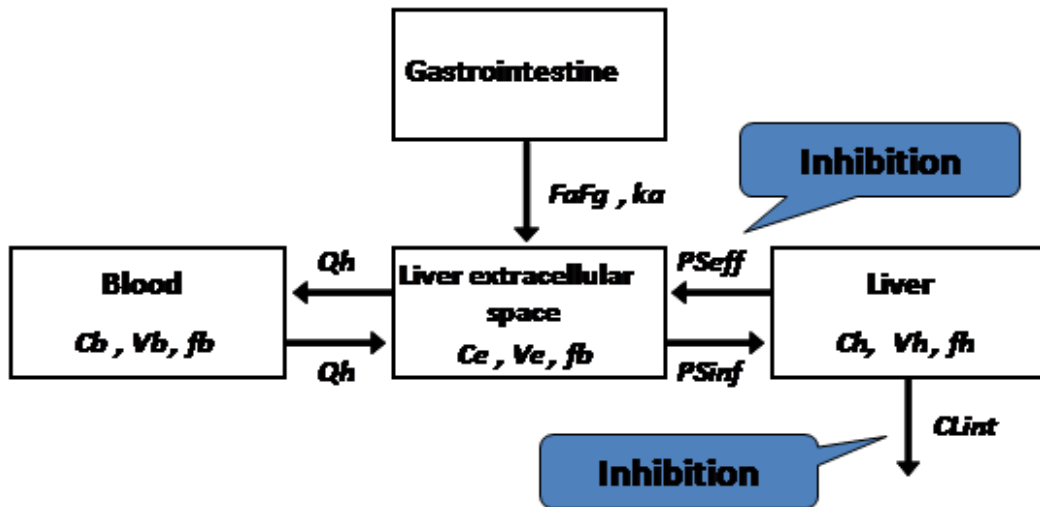 Gastrointestine
Inhibition
FaFg , ka
Qh
PSeff
Blood
Cb , Vb, fb
Liver extracellular
space
Ce , Ve, fb
Liver
Ch, Vh, fh
Qh
PSinf
CLint
Inhibition